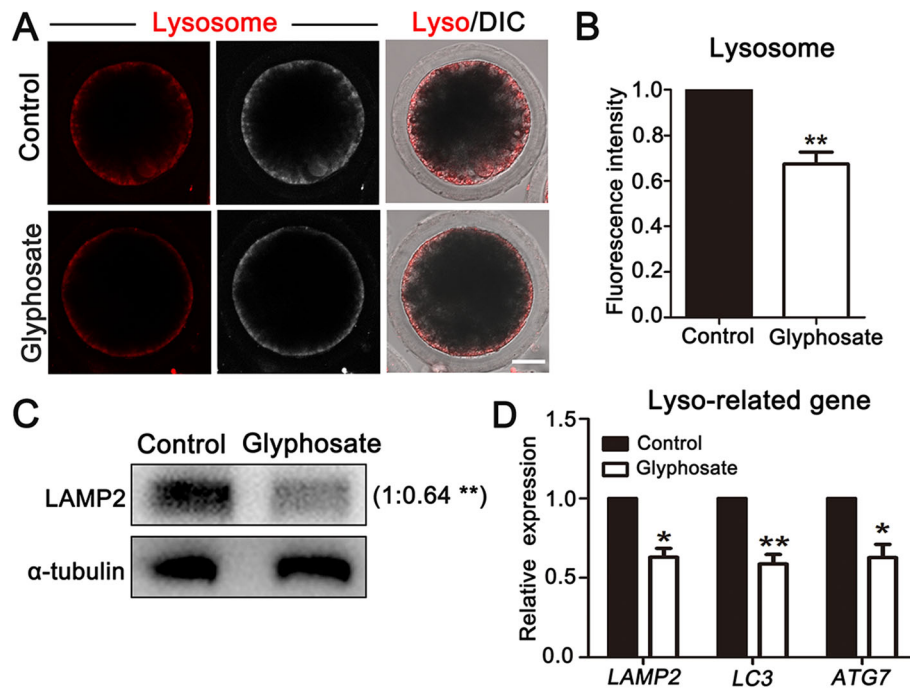 A
Lysosome
Lyso/DIC
Control
Glyphosate
B
Lysosome
Fluorescence intensity
1.0
0.8
0.6
0.4
0.2
0.0
**
Control Glyphosate
C
Control Glyphosate
LAMP2
(1:0.64 **)
α-tubulin
D
Lyso-related gene
Relative expression
1.5
1.0
0.5
0.0
Control
Glyphosate
* ** *
LAMP2 LC3 ATG7